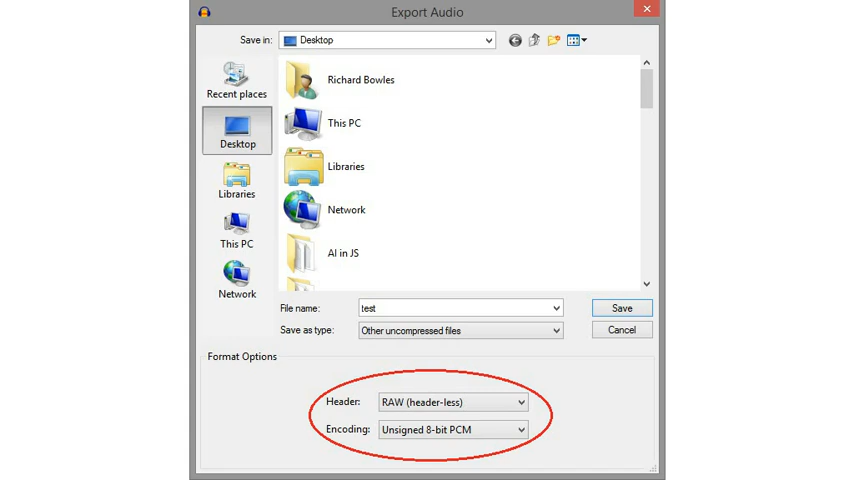 Export Audio
Save in: Desktop
Recent places
Desktop
Libraries
This PC
Network
Richard Bowles
This PC
Libraries
Network
AI in JS
File name: test
Save
Save as type: Other uncompressed files
Cancel
Format Options
Header: RAW (header-less)
Encoding: Unsigned 8-bit PCM